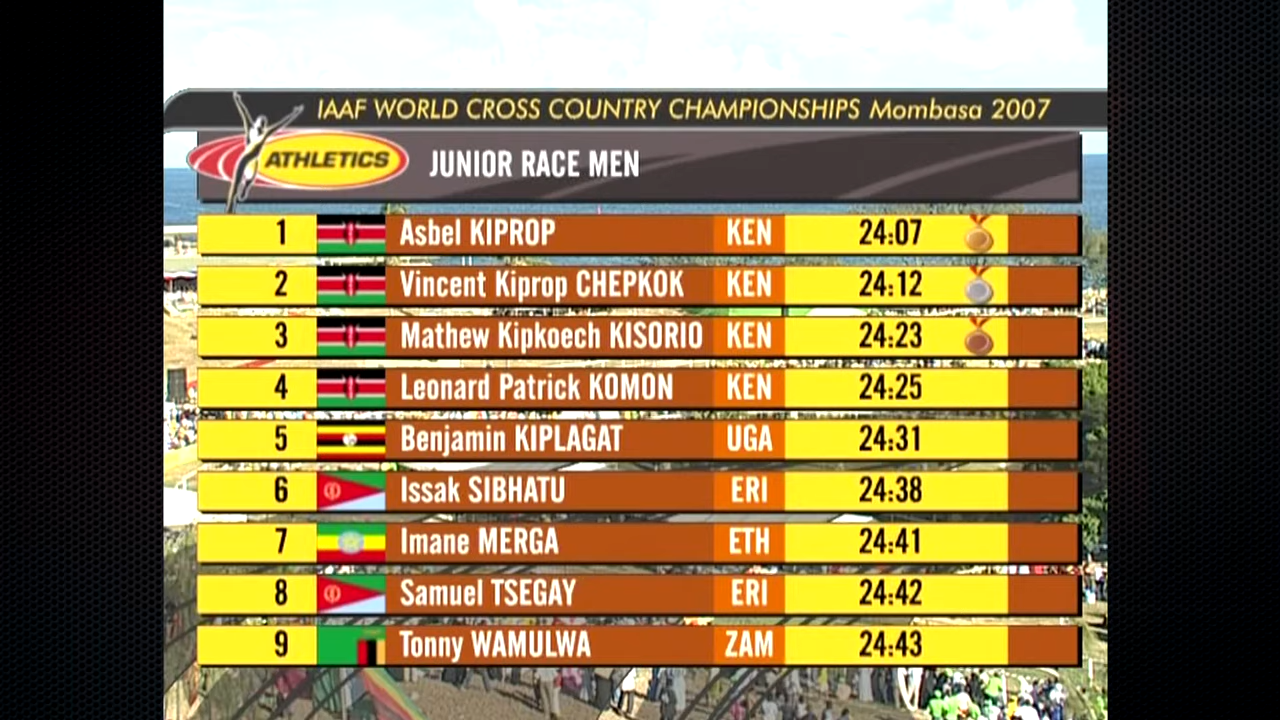 IAAF WORLD CROSS COUNTRY CHAMPIONSHIPS Mombasa 2007
ATHLETICS JUNIOR RACE MEN
1 Asbel KIPROP KEN 24:07
2 Vincent Kiprop CHEPKOK KEN 24:12
3 Mathew Kipkoech KISORIO KEN 24:23
4 Leonard Patrick KOMON KEN 24:25
5 Benjamin KIPLAGAT UGA 24:31
6 Issak SIBHATU ERI 24:38
7 Imane MERGA ETH 24:41
8 Samuel TSEGAY ERI 24:42
9 Tonny WAMULWA ZAM 24:43